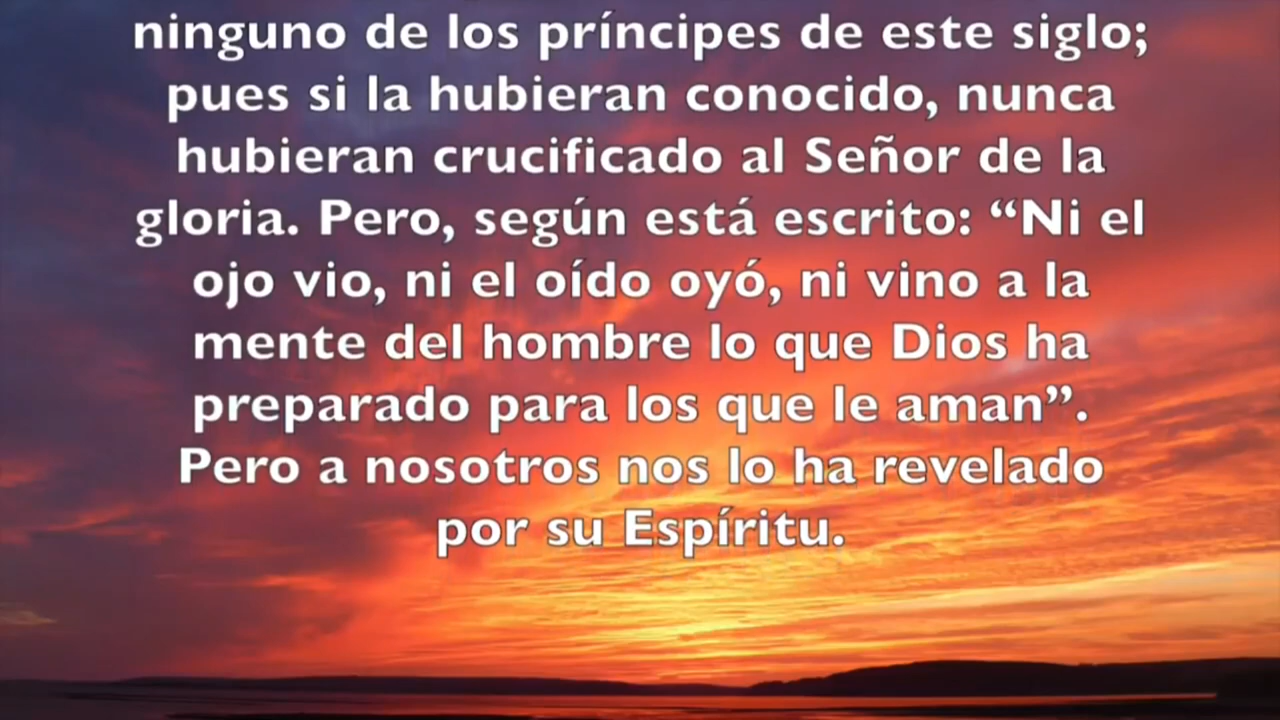 ninguno de los príncipes de este siglo;
pues si la hubieran conocido, nunca
hubieran crucificado al Señor de la
gloria. Pero, según está escrito: “Ni el
ojo vio, ni el oído oyó, ni vino a la
mente del hombre lo que Dios ha
preparado para los que le aman”.
Pero a nosotros nos lo ha revelado
por su Espíritu.